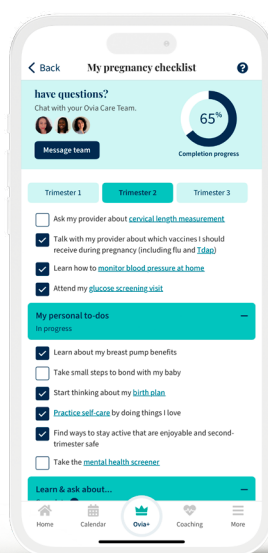 Back
My pregnancy checklist
?
have questions?
Chat with your Ovia Care Team.
65%
Message team
Completion progress
Trimester 1
Trimester 2
Trimester 3
Ask my provider about cervical length measurement
Talk with my provider about which vaccines I should
receive during pregnancy (including flu and Tdap)
Learn how to monitor blood pressure at home
Attend my glucose screening visit
My personal to-dos
In progress
Learn about my breast pump benefits
Take small steps to bond with my baby
Start thinking about my birth plan
Practice self-care by doing things I love
Find ways to stay active that are enjoyable and second-
trimester safe
Take the mental health screener
Learn & ask about...
Home
Calendar
Ovia+
Coaching
More